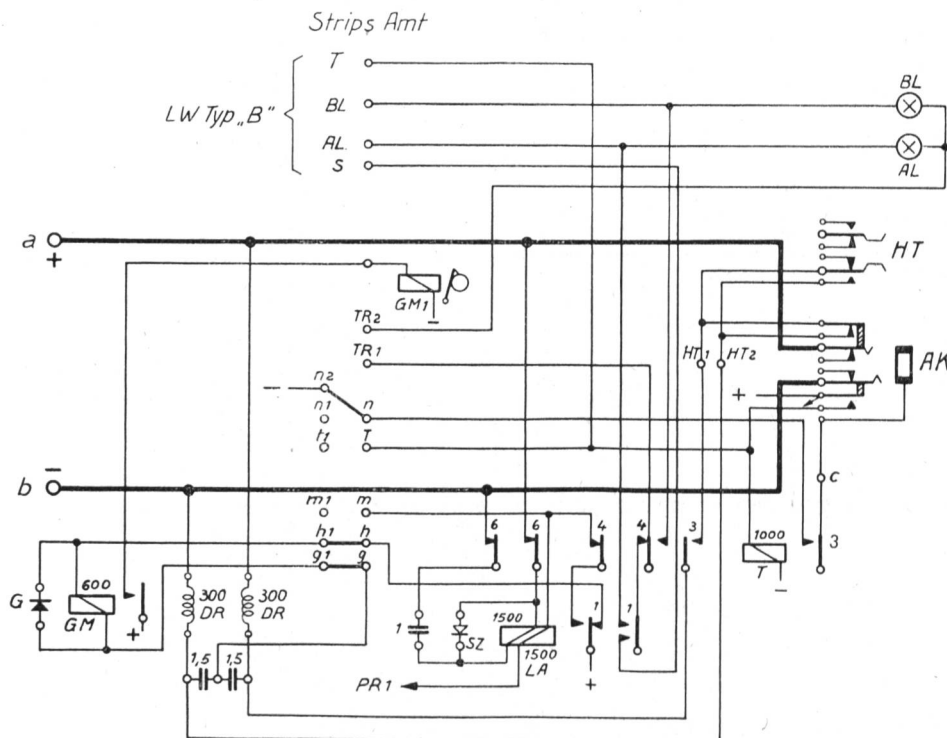 Strips Amt
LW Typ „B"
T
BL
AL
S
BL
AL
a
+
HT
GM1
–
TR2
TR1
HT1
HT2
AK
n2
n1
n
t1
T
+
–
b
c
m1
m
h1
h
g1
g
6
6
4
4
3
3
1000
T
–
G
600
GM
+
300
DR
300
DR
1
SZ
1500
1500
LA
1
1
+
1,5
1,5
PR1